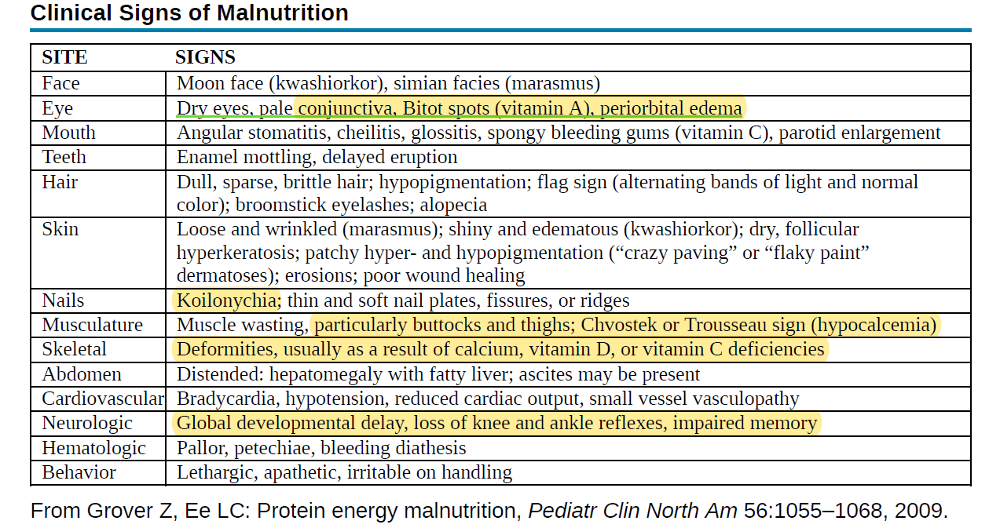 Clinical Signs of Malnutrition
SITE SIGNS
Face Moon face (kwashiorkor), simian facies (marasmus)
Eye Dry eyes, pale conjunctiva, Bitot spots (vitamin A), periorbital edema
Mouth Angular stomatitis, cheilitis, glossitis, spongy bleeding gums (vitamin C), parotid enlargement
Teeth Enamel mottling, delayed eruption
Hair Dull, sparse, brittle hair; hypopigmentation; flag sign (alternating bands of light and normal
color); broomstick eyelashes; alopecia
Skin Loose and wrinkled (marasmus); shiny and edematous (kwashiorkor); dry, follicular
hyperkeratosis; patchy hyper- and hypopigmentation (“crazy paving” or “flaky paint”
dermatoses); erosions; poor wound healing
Nails Koilonychia; thin and soft nail plates, fissures, or ridges
Musculature Muscle wasting, particularly buttocks and thighs; Chvostek or Trousseau sign (hypocalcemia)
Skeletal Deformities, usually as a result of calcium, vitamin D, or vitamin C deficiencies
Abdomen Distended: hepatomegaly with fatty liver; ascites may be present
Cardiovascular Bradycardia, hypotension, reduced cardiac output, small vessel vasculopathy
Neurologic Global developmental delay, loss of knee and ankle reflexes, impaired memory
Hematologic Pallor, petechiae, bleeding diathesis
Behavior Lethargic, apathetic, irritable on handling
From Grover Z, Ee LC: Protein energy malnutrition, Pediatr Clin North Am 56:1055–1068, 2009.